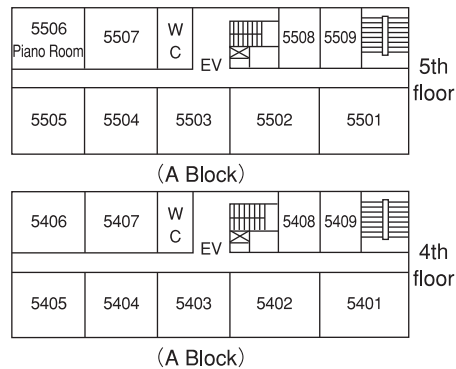 5506 5507 W 5508 5509
Piano Room C
EV
5th
floor
5505 5504 5503 5502 5501
(A Block)
5406 5407 W 5408 5409
C
EV
4th
floor
5405 5404 5403 5402 5401
(A Block)